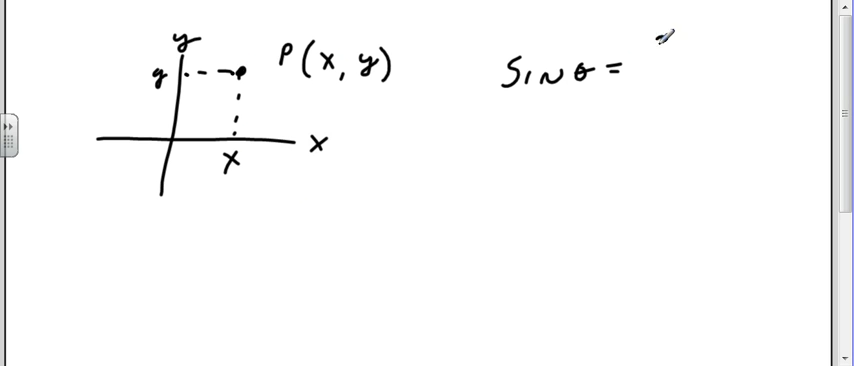 y
y P(x, y) Sin θ =
x
x